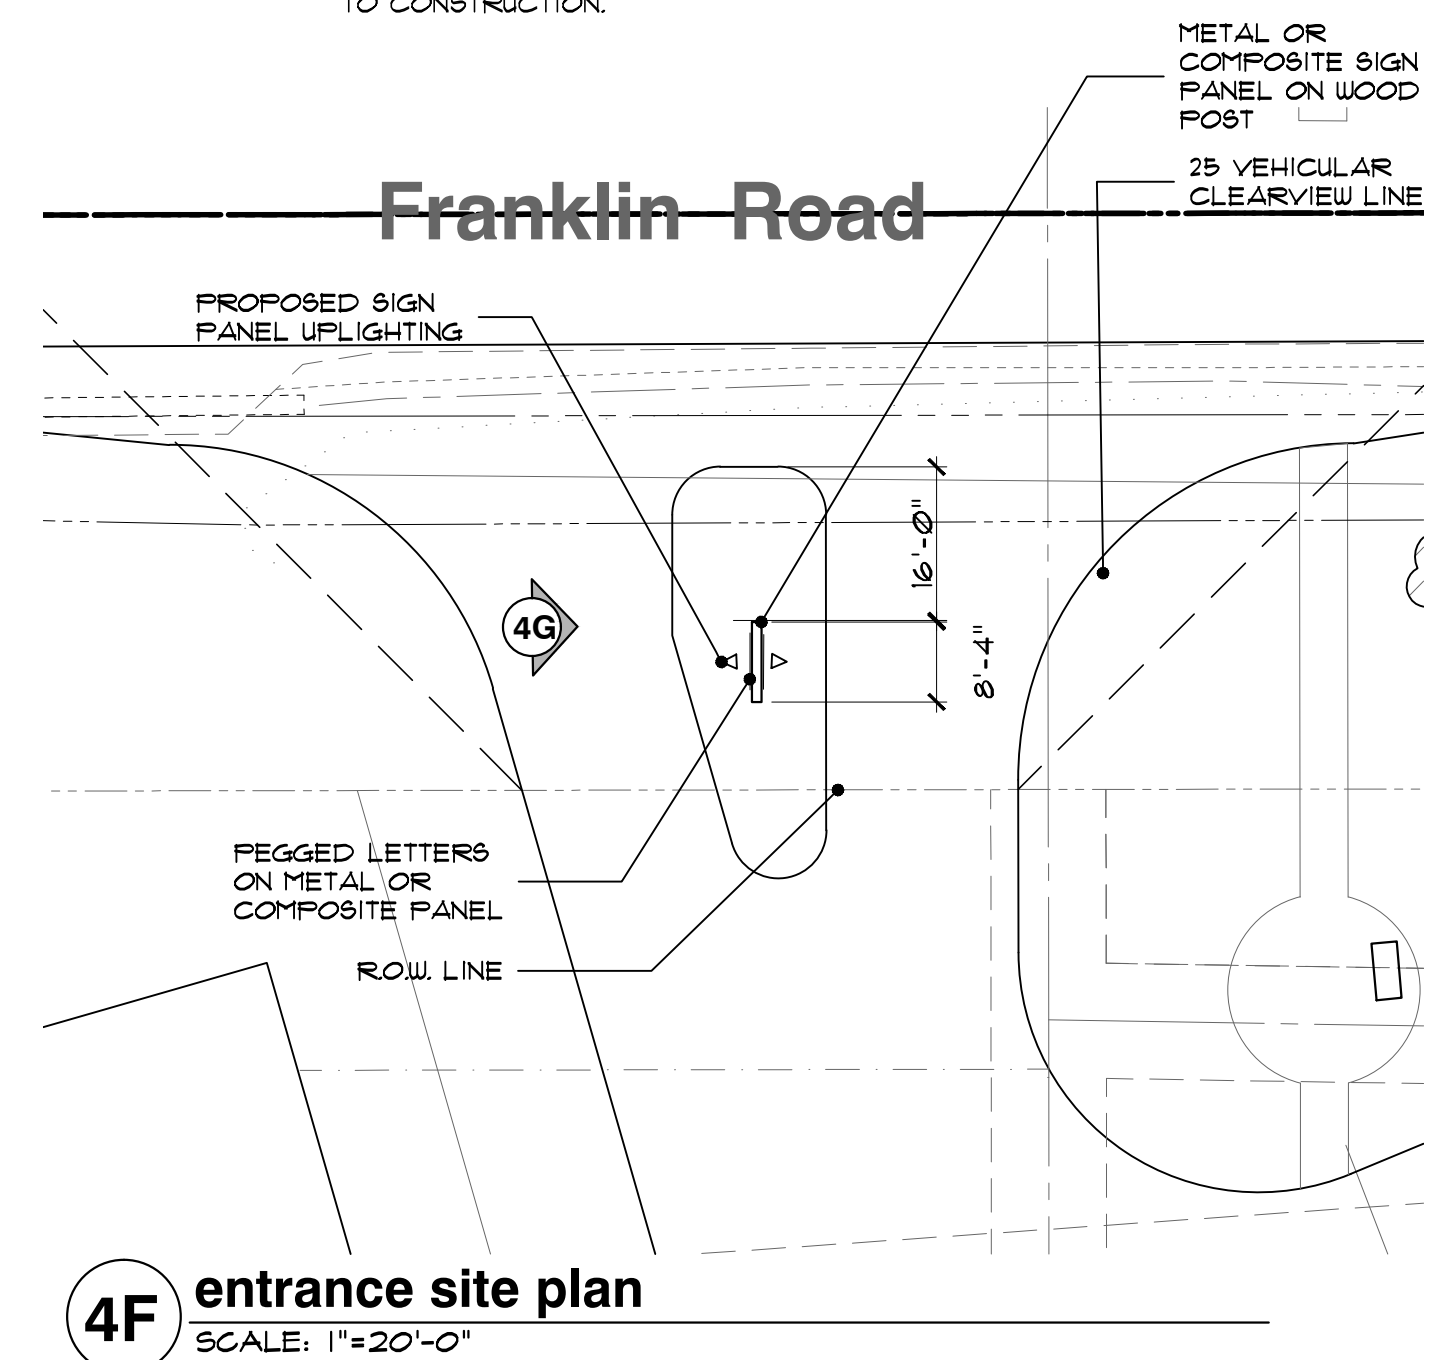 TO CONSTRUCTION.
METAL OR
COMPOSITE SIGN
PANEL ON WOOD
POST
25 VEHICULAR
CLEARVIEW LINE
Franklin Road
PROPOSED SIGN
PANEL UPLIGHTING
16'-0"
4G
8'-4"
PEGGED LETTERS
ON METAL OR
COMPOSITE PANEL
R.O.W. LINE
4F
entrance site plan
SCALE: 1"=20'-0"